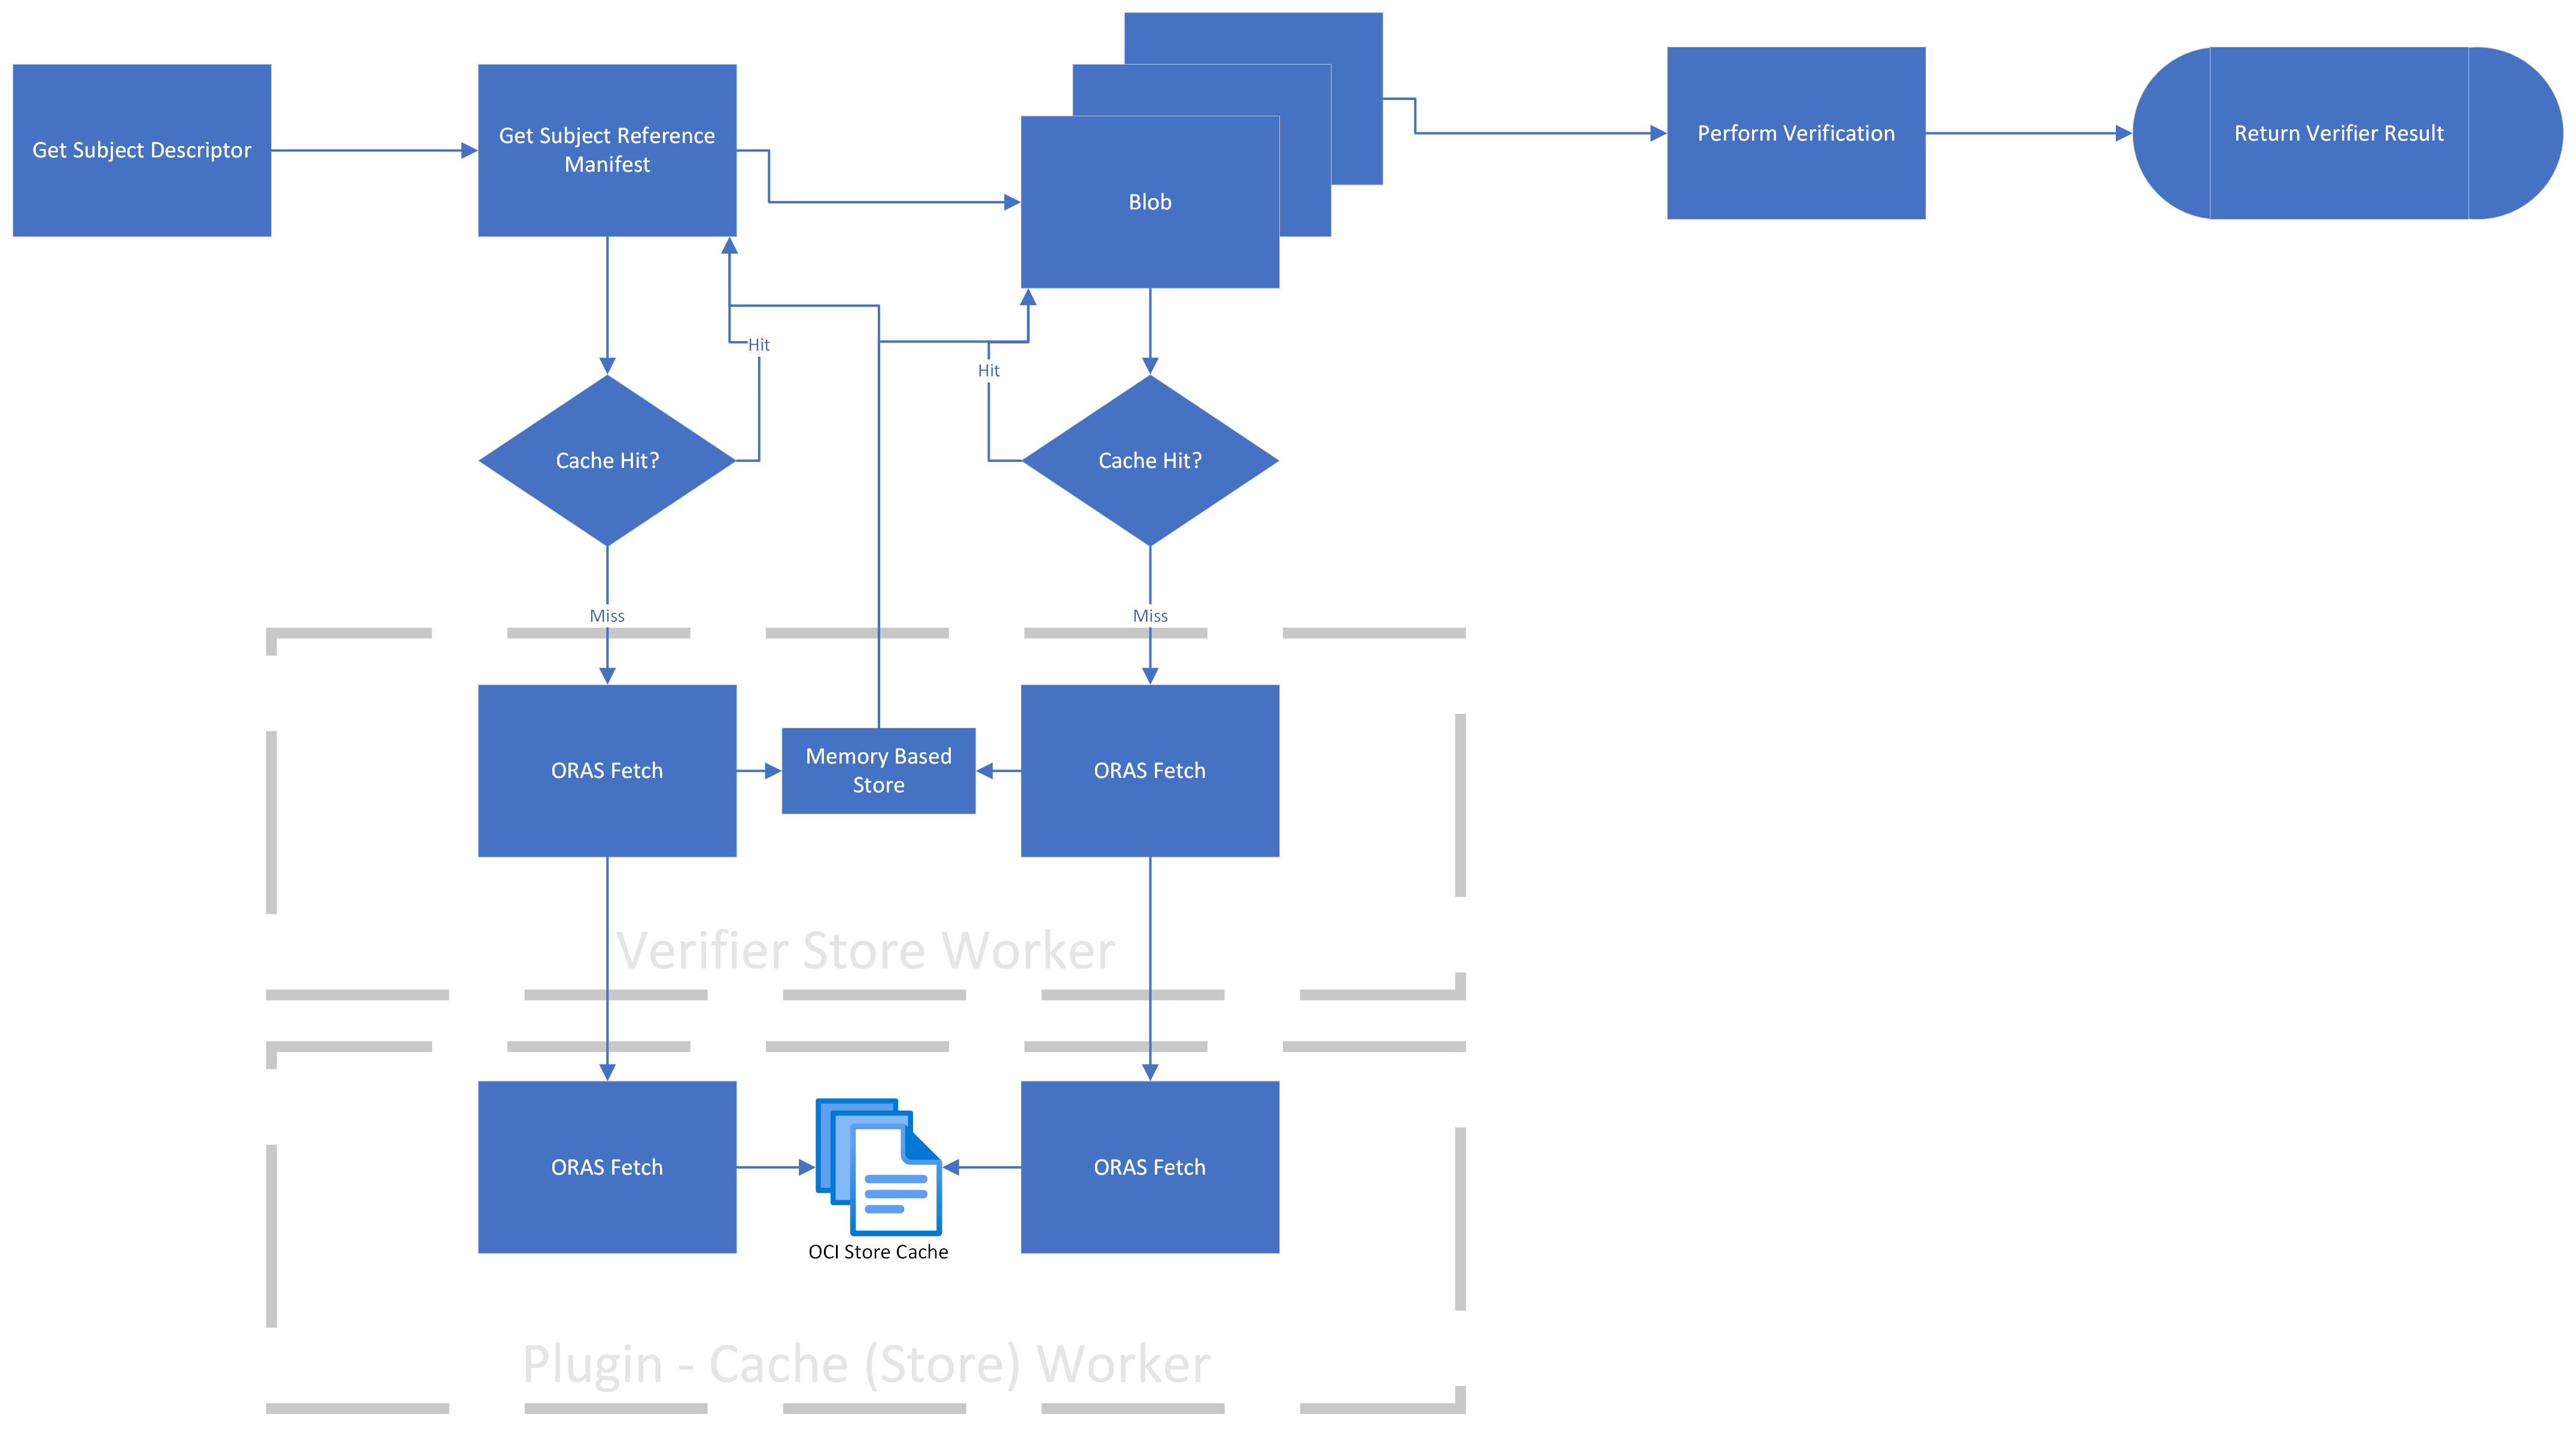 Get Subject Descriptor
Get Subject Reference
Manifest
Blob
Perform Verification
Return Verifier Result
Hit
Hit
Cache Hit?
Cache Hit?
Miss
Miss
ORAS Fetch
Memory Based
Store
ORAS Fetch
Verifier Store Worker
ORAS Fetch
ORAS Fetch
OCI Store Cache
Plugin - Cache (Store) Worker